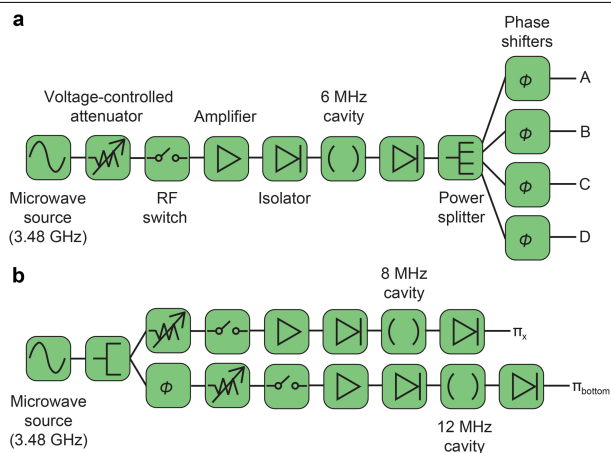 a
Phase
shifters
Voltage-controlled
attenuator
Amplifier
6 MHz
cavity
ϕ
A
ϕ
B
ϕ
C
ϕ
D
Microwave
source
(3.48 GHz)
RF
switch
Isolator
Power
splitter
b
8 MHz
cavity
πx
ϕ
πbottom
Microwave
source
(3.48 GHz)
12 MHz
cavity